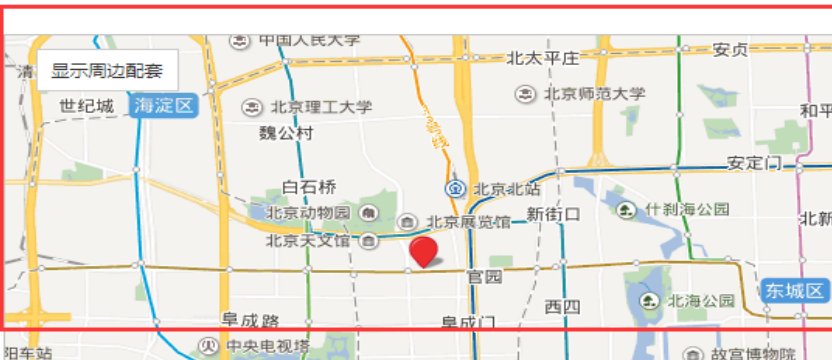 中国人民大学
北太平庄
安贞
清
显示周边配套
世纪城
海淀区
北京理工大学
北京师范大学
和平
魏公村
安定门
白石桥
北京北站
北京动物园
北京展览馆
新街口
什刹海公园
北新
北京天文馆
官园
东城区
西四
北海公园
阜成路
阜成门
中央电视塔
故宫博物院
阳车站